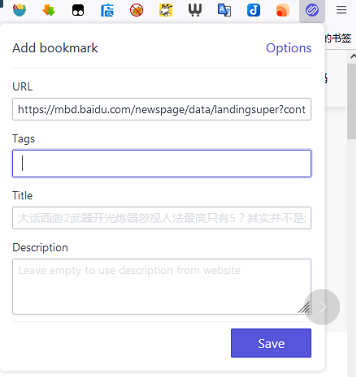 的书签
Add bookmark
Options
URL
https://mbd.baidu.com/newspage/data/landingsuper?cont
Tags
Title
大话西游2武器开光炼器忽视人法最高只有5？其实并不是
Description
Leave empty to use description from website
Save